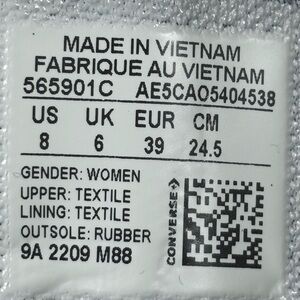 MADE IN VIETNAM
FABRIQUE AU VIETNAM
565901C AE5CAO5404538
US UK EUR CM
8 6 39 24.5
GENDER: WOMEN
UPPER: TEXTILE
LINING: TEXTILE
OUTSOLE: RUBBER
9A 2209 M88
CONVERSE